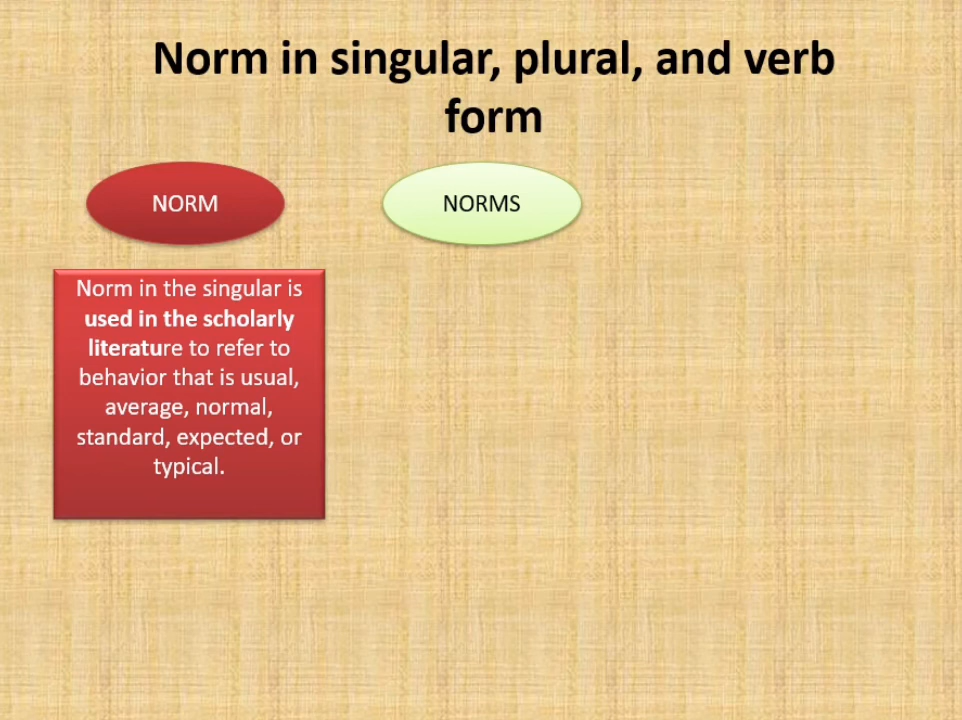 Norm in singular, plural, and verb
form
NORM
NORMS
Norm in the singular is
used in the scholarly
literature to refer to
behavior that is usual,
average, normal,
standard, expected, or
typical.